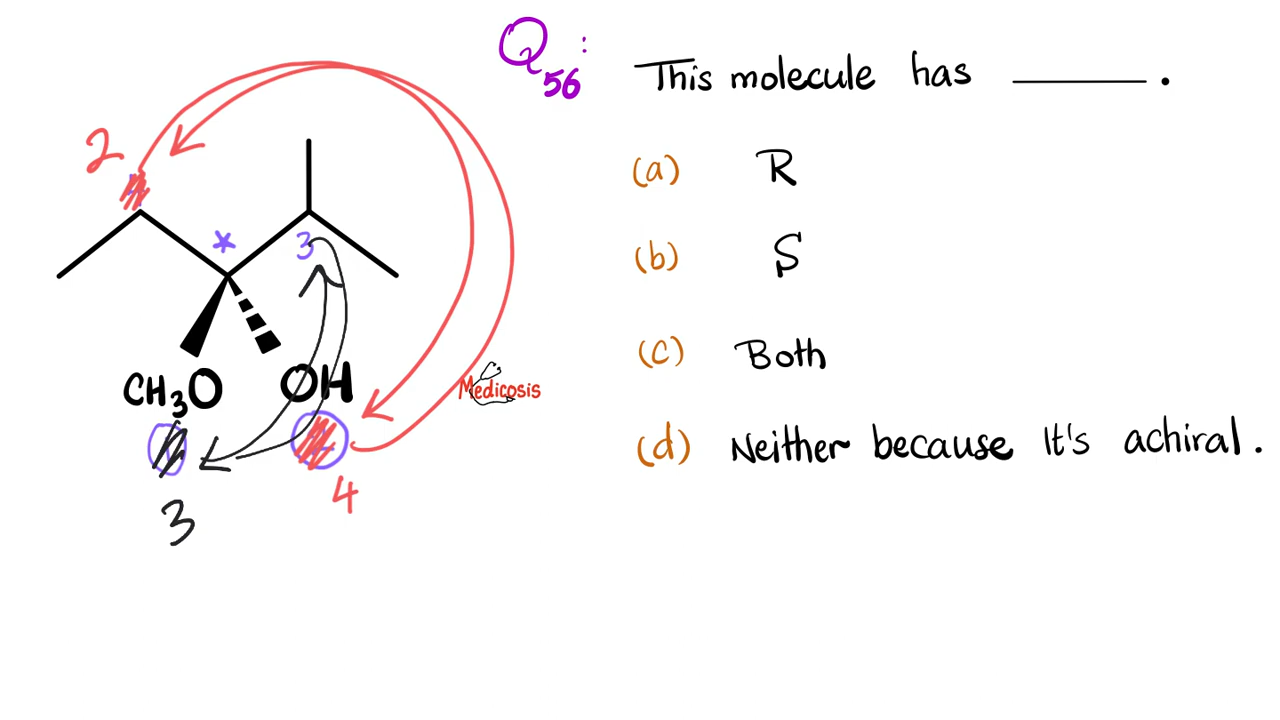 Q56:
This molecule has ______.
(a) R
(b) S
(c) Both
(d) Neither because It's achiral.
2
*
3
CH3O
OH
Medicosis
4
3